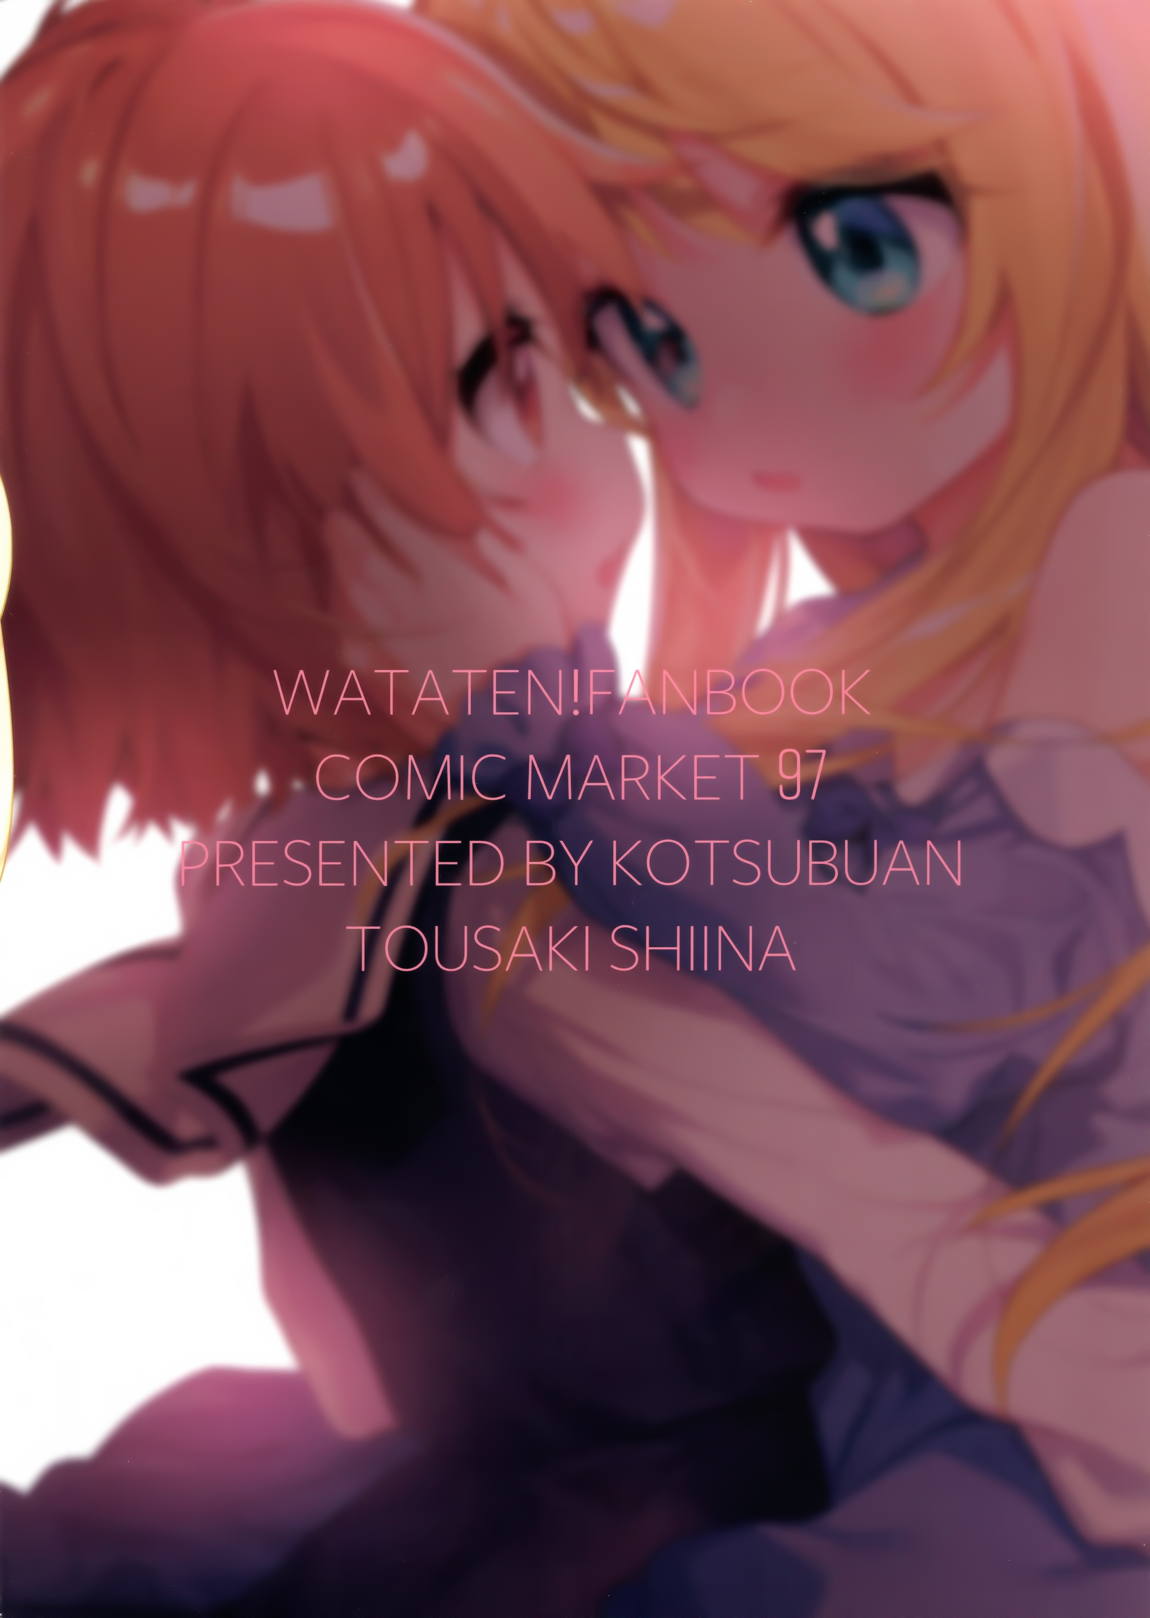 WATATEN!FANBOOK
COMIC MARKET 97
PRESENTED BY KOTSUBUAN
TOUSAKI SHIINA